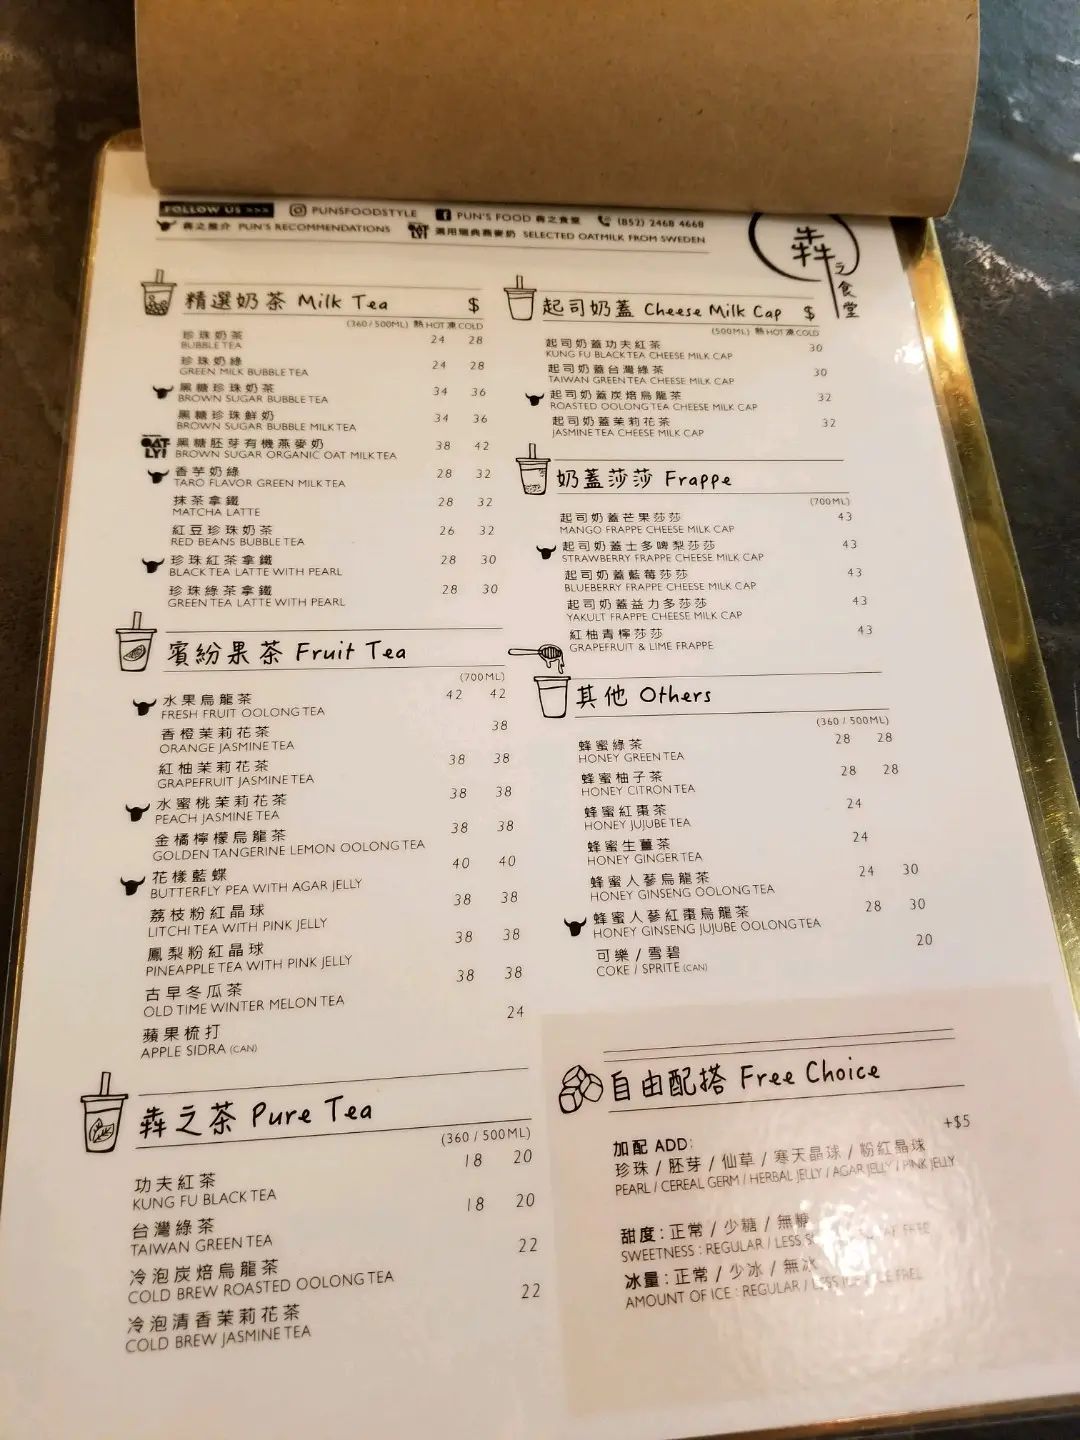 FOLLOW US >>> PUNSFOODSTYLE PUN'S FOOD 犇之食堂 (852) 2468 4668
犇之推介 PUN'S RECOMMENDATIONS OATLY! 選用瑞典燕麥奶 SELECTED OATMILK FROM SWEDEN
犇之食堂
精選奶茶 Milk Tea $
(360/500ML) 熱HOT 凍COLD
珍珠奶茶 24 28
BUBBLE TEA
珍珠奶綠 24 28
GREEN MILK BUBBLE TEA
黑糖珍珠奶茶 34 36
BROWN SUGAR BUBBLE TEA
黑糖珍珠鮮奶 34 36
BROWN SUGAR BUBBLE MILK TEA
OATLY! 黑糖胚芽有機燕麥奶 38 42
BROWN SUGAR ORGANIC OAT MILK TEA
香芋奶綠 28 32
TARO FLAVOR GREEN MILK TEA
抹茶拿鐵 28 32
MATCHA LATTE
紅豆珍珠奶茶 26 32
RED BEANS BUBBLE TEA
珍珠紅茶拿鐵 28 30
BLACK TEA LATTE WITH PEARL
珍珠綠茶拿鐵 28 30
GREEN TEA LATTE WITH PEARL
繽紛果茶 Fruit Tea
(700ML)
水果烏龍茶 42 42
FRESH FRUIT OOLONG TEA
香橙茉莉花茶 38
ORANGE JASMINE TEA
紅柚茉莉花茶 38 38
GRAPEFRUIT JASMINE TEA
水蜜桃茉莉花茶 38 38
PEACH JASMINE TEA
金橘檸檬烏龍茶 38 38
GOLDEN TANGERINE LEMON OOLONG TEA
花樣藍蝶 40 40
BUTTERFLY PEA WITH AGAR JELLY
荔枝粉紅晶球 38 38
LITCHI TEA WITH PINK JELLY
鳳梨粉紅晶球 38 38
PINEAPPLE TEA WITH PINK JELLY
古早冬瓜茶 38 38
OLD TIME WINTER MELON TEA
蘋果梳打 24
APPLE SIDRA (CAN)
犇之茶 Pure Tea
(360/500ML)
功夫紅茶 18 20
KUNG FU BLACK TEA
台灣綠茶 18 20
TAIWAN GREEN TEA
冷泡炭焙烏龍茶 22
COLD BREW ROASTED OOLONG TEA
冷泡清香茉莉花茶 22
COLD BREW JASMINE TEA
起司奶蓋 Cheese Milk Cap $
(500ML) 熱HOT 凍COLD
起司奶蓋功夫紅茶 30
KUNG FU BLACK TEA CHEESE MILK CAP
起司奶蓋台灣綠茶 30
TAIWAN GREEN TEA CHEESE MILK CAP
起司奶蓋炭焙烏龍茶 32
ROASTED OOLONG TEA CHEESE MILK CAP
起司奶蓋茉莉花茶 32
JASMINE TEA CHEESE MILK CAP
奶蓋莎莎 Frappe
(700ML)
起司奶蓋芒果莎莎 43
MANGO FRAPPE CHEESE MILK CAP
起司奶蓋士多啤梨莎莎 43
STRAWBERRY FRAPPE CHEESE MILK CAP
起司奶蓋藍莓莎莎 43
BLUEBERRY FRAPPE CHEESE MILK CAP
起司奶蓋益力多莎莎 43
YAKULT FRAPPE CHEESE MILK CAP
紅柚青檸莎莎 43
GRAPEFRUIT & LIME FRAPPE
其他 Others
(360/500ML)
蜂蜜綠茶 28 28
HONEY GREEN TEA
蜂蜜柚子茶 28 28
HONEY CITRON TEA
蜂蜜紅棗茶 24
HONEY JUJUBE TEA
蜂蜜生薑茶 24
HONEY GINGER TEA
蜂蜜人蔘烏龍茶 24 30
HONEY GINSENG OOLONG TEA
蜂蜜人蔘紅棗烏龍茶 28 30
HONEY GINSENG JUJUBE OOLONG TEA
可樂 / 雪碧 20
COKE / SPRITE (CAN)
自由配搭 Free Choice
+$5
加配 ADD:
珍珠 / 胚芽 / 仙草 / 寒天晶球 / 粉紅晶球
PEARL / CEREAL GERM / HERBAL JELLY / AGAR JELLY / PINK JELLY
甜度：正常 / 少糖 / 無糖
SWEETNESS : REGULAR / LESS FREE
冰量：正常 / 少冰 / 無冰
AMOUNT OF ICE : REGULAR / LESS ICE / ICE FREE